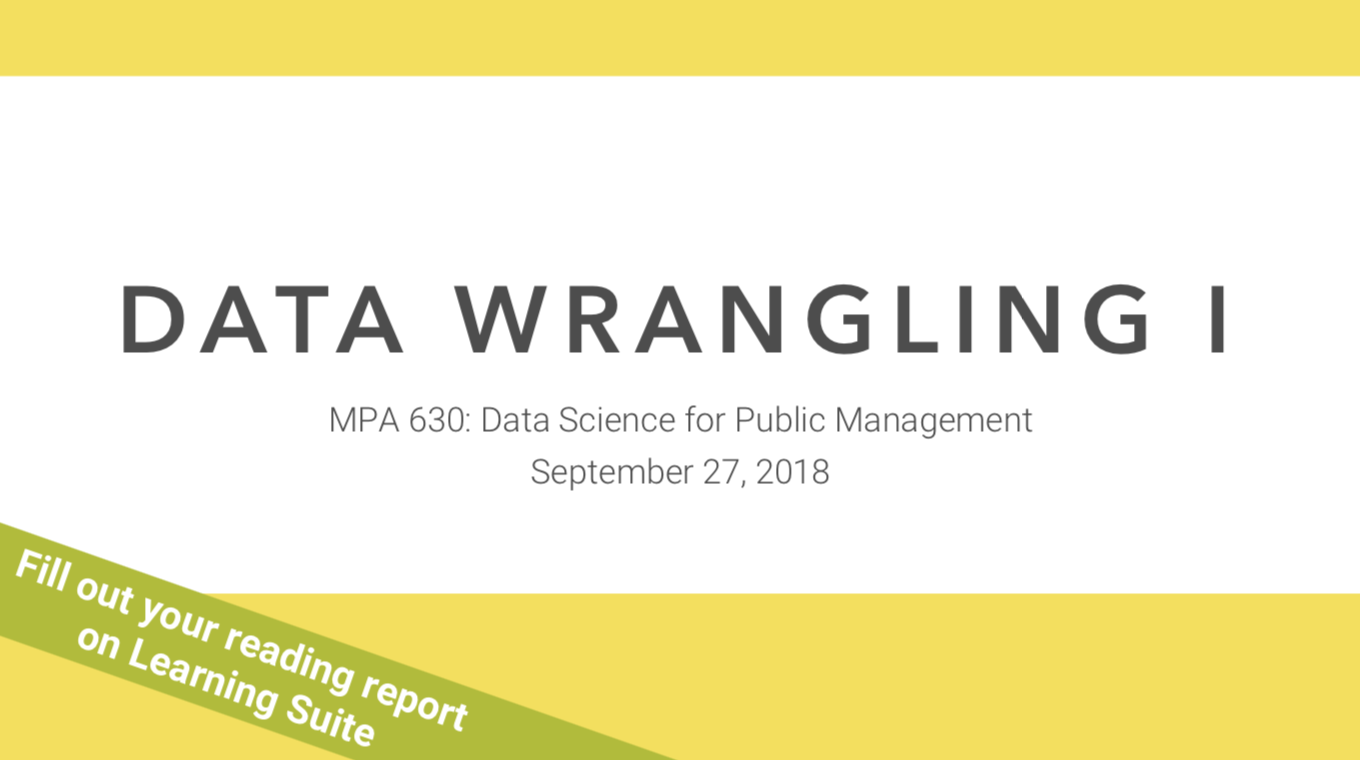 DATA WRANGLING I
MPA 630: Data Science for Public Management
September 27, 2018
Fill out your reading report
on Learning Suite